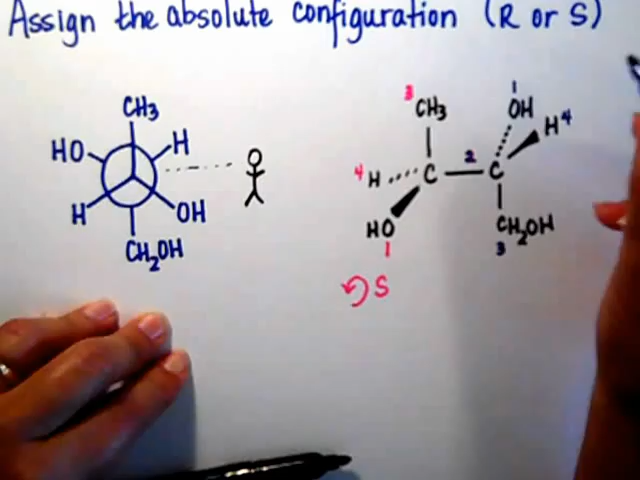 Assign the absolute configuration (R or S)
CH3
HO
H
H
OH
CH2OH
3
CH3
1
OH
H4
4 H
C
2
C
HO
1
CH2OH
3
S